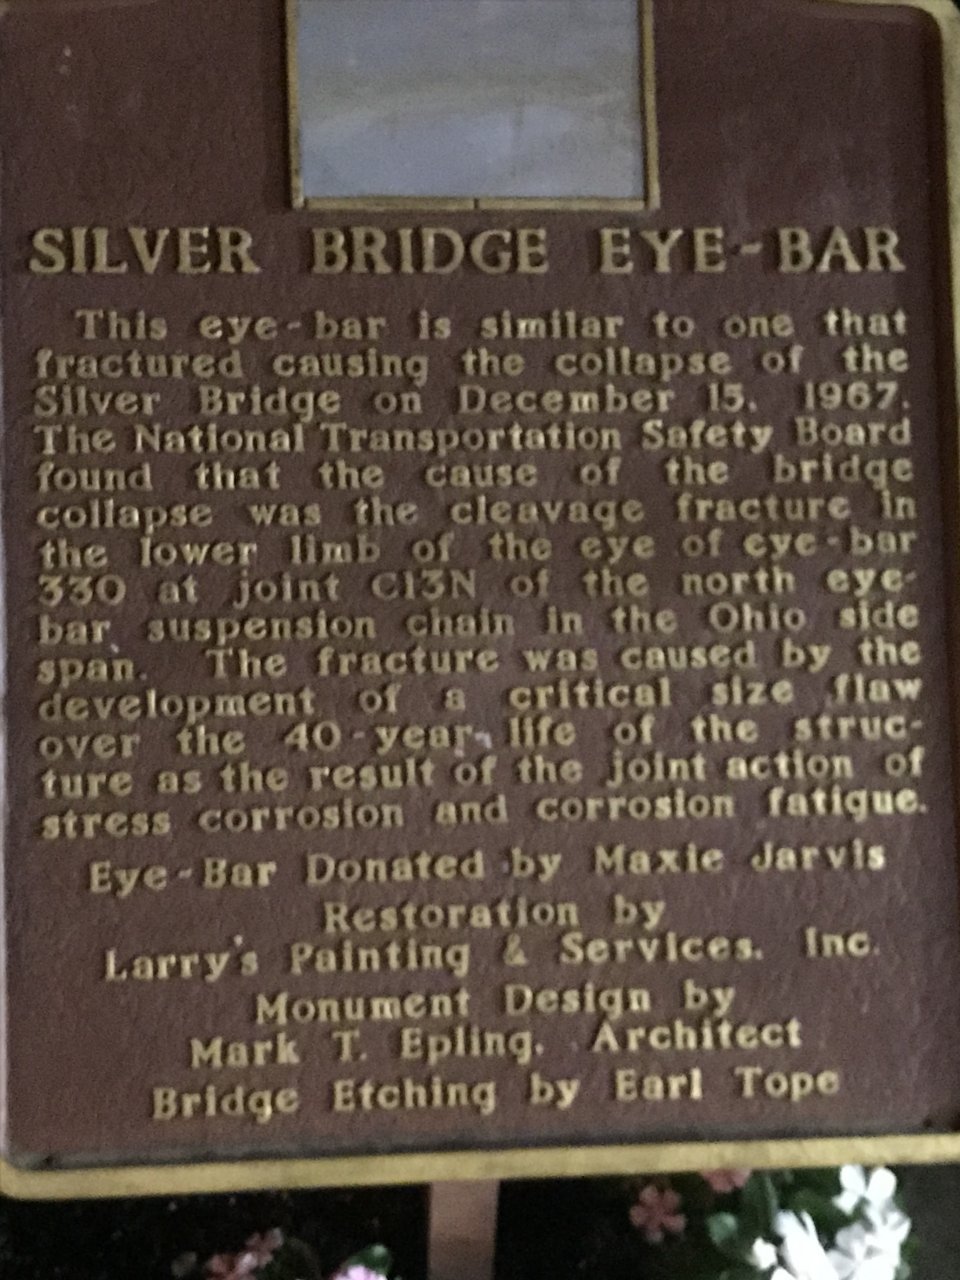 SILVER BRIDGE EYE-BAR
This eye-bar is similar to one that
fractured causing the collapse of the
Silver Bridge on December 15, 1967.
The National Transportation Safety Board
found that the cause of the bridge
collapse was the cleavage fracture in
the lower limb of the eye of eye-bar
330 at joint C13N of the north eye-
bar suspension chain in the Ohio side
span. The fracture was caused by the
development of a critical size flaw
over the 40-year life of the struc-
ture as the result of the joint action of
stress corrosion and corrosion fatigue.
Eye-Bar Donated by Maxie Jarvis
Restoration by
Larry's Painting & Services, Inc.
Monument Design by
Mark T. Epling, Architect
Bridge Etching by Earl Tope